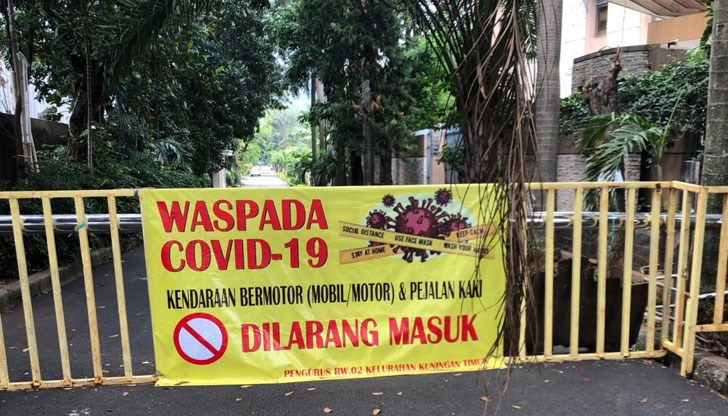 WASPADA
COVID-19
SOCIAL DISTANCE
STAY AT HOME
USE FACE MASK
KEEP CALM
WASH YOUR HANDS
KENDARAAN BERMOTOR (MOBIL/MOTOR) & PEJALAN KAKI
DILARANG MASUK
PENGURUS RW.02 KELURAHAN KUNINGAN TIMUR